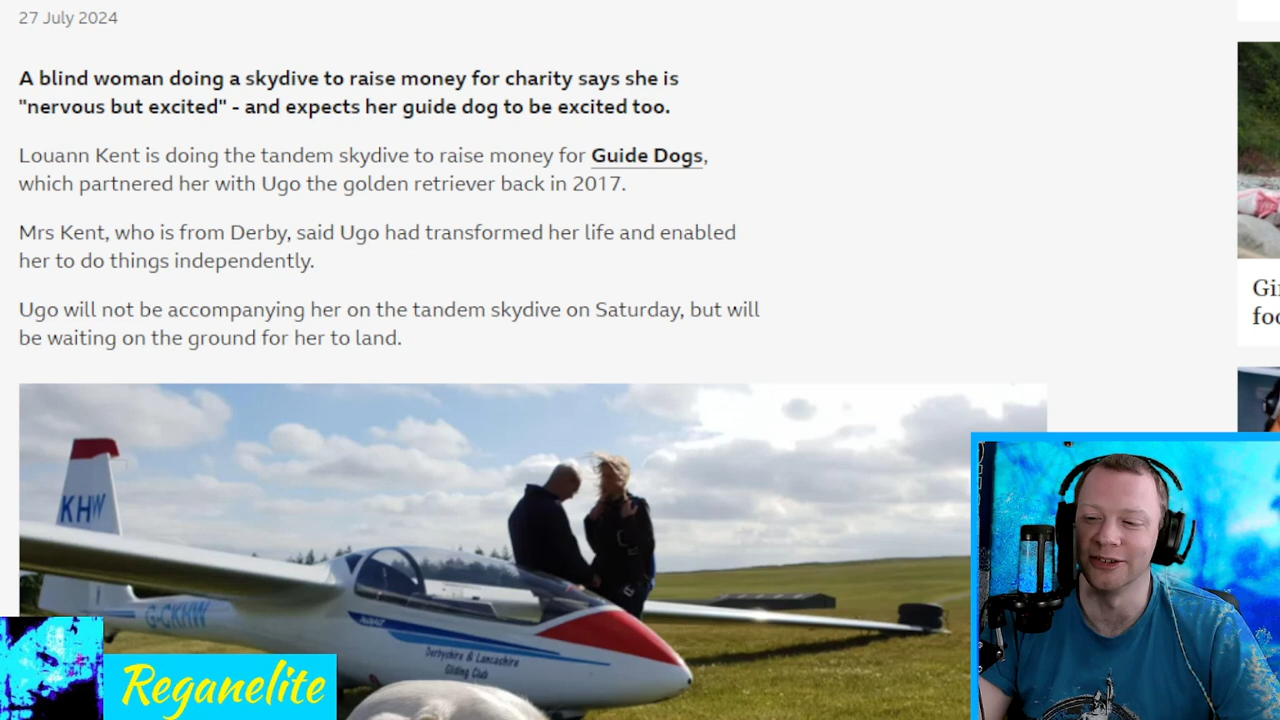 27 July 2024
A blind woman doing a skydive to raise money for charity says she is
"nervous but excited" - and expects her guide dog to be excited too.
Louann Kent is doing the tandem skydive to raise money for Guide Dogs,
which partnered her with Ugo the golden retriever back in 2017.
Mrs Kent, who is from Derby, said Ugo had transformed her life and enabled
her to do things independently.
Ugo will not be accompanying her on the tandem skydive on Saturday, but will
be waiting on the ground for her to land.
Gi
foo
KHW
G-CKHW
Derbyshire & Lancashire
Gliding Club
Reganelite